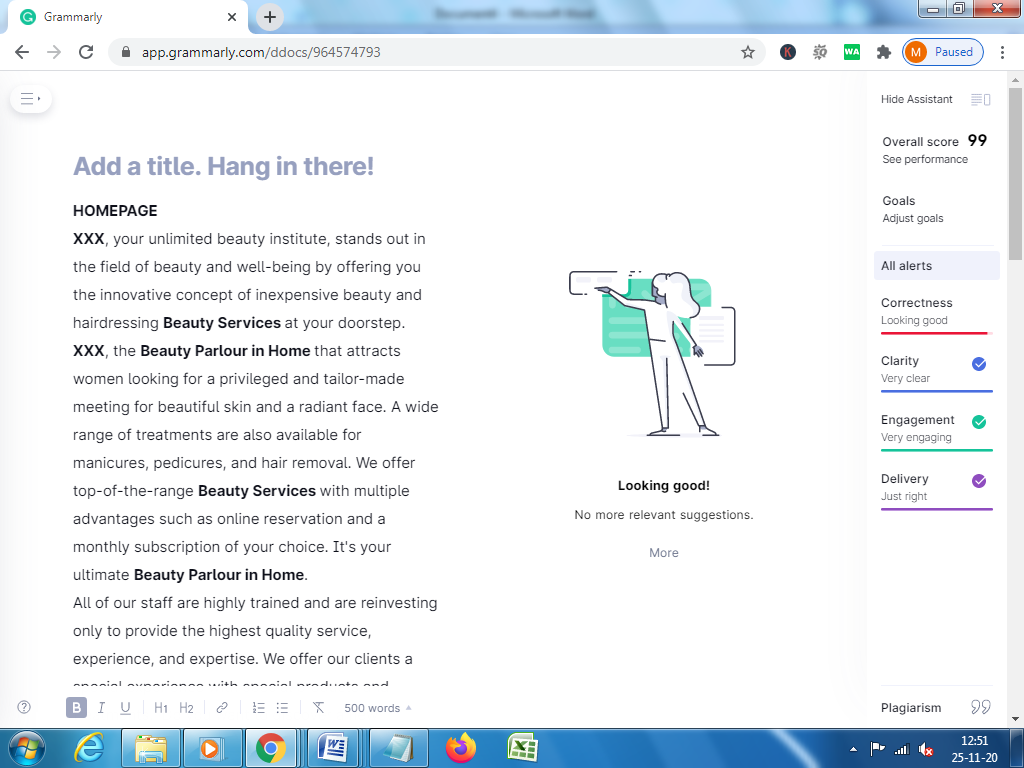 Grammarly
Document1 - Microsoft Word
app.grammarly.com/ddocs/964574793
K
WA
M Paused
Hide Assistant
Add a title. Hang in there!
HOMEPAGE
XXX, your unlimited beauty institute, stands out in
the field of beauty and well-being by offering you
the innovative concept of inexpensive beauty and
hairdressing Beauty Services at your doorstep.
XXX, the Beauty Parlour in Home that attracts
women looking for a privileged and tailor-made
meeting for beautiful skin and a radiant face. A wide
range of treatments are also available for
manicures, pedicures, and hair removal. We offer
top-of-the-range Beauty Services with multiple
advantages such as online reservation and a
monthly subscription of your choice. It's your
ultimate Beauty Parlour in Home.
All of our staff are highly trained and are reinvesting
only to provide the highest quality service,
experience, and expertise. We offer our clients a
special experience with special products and
Looking good!
No more relevant suggestions.
More
Overall score 99
See performance
Goals
Adjust goals
All alerts
Correctness
Looking good
Clarity
Very clear
Engagement
Very engaging
Delivery
Just right
Plagiarism
B I U H1 H2 500 words
12:51
25-11-20